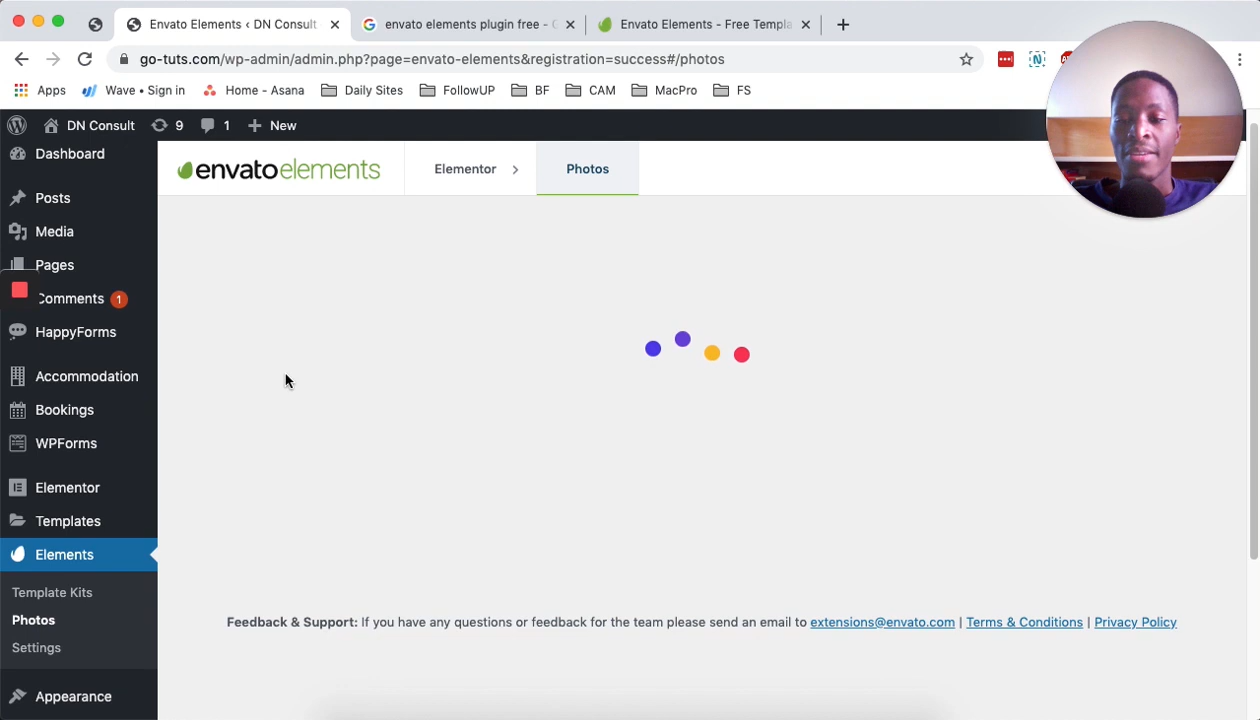 Envato Elements ‹ DN Consult
envato elements plugin free - G
Envato Elements - Free Templa
go-tuts.com/wp-admin/admin.php?page=envato-elements&registration=success#/photos
Apps
Wave • Sign in
Home - Asana
Daily Sites
FollowUP
BF
CAM
MacPro
FS
DN Consult
9
1
New
Dashboard
Posts
Media
Pages
Comments 1
HappyForms
Accommodation
Bookings
WPForms
Elementor
Templates
Elements
Template Kits
Photos
Settings
Appearance
envatoelements
Elementor
Photos
Feedback & Support: If you have any questions or feedback for the team please send an email to extensions@envato.com | Terms & Conditions | Privacy Policy